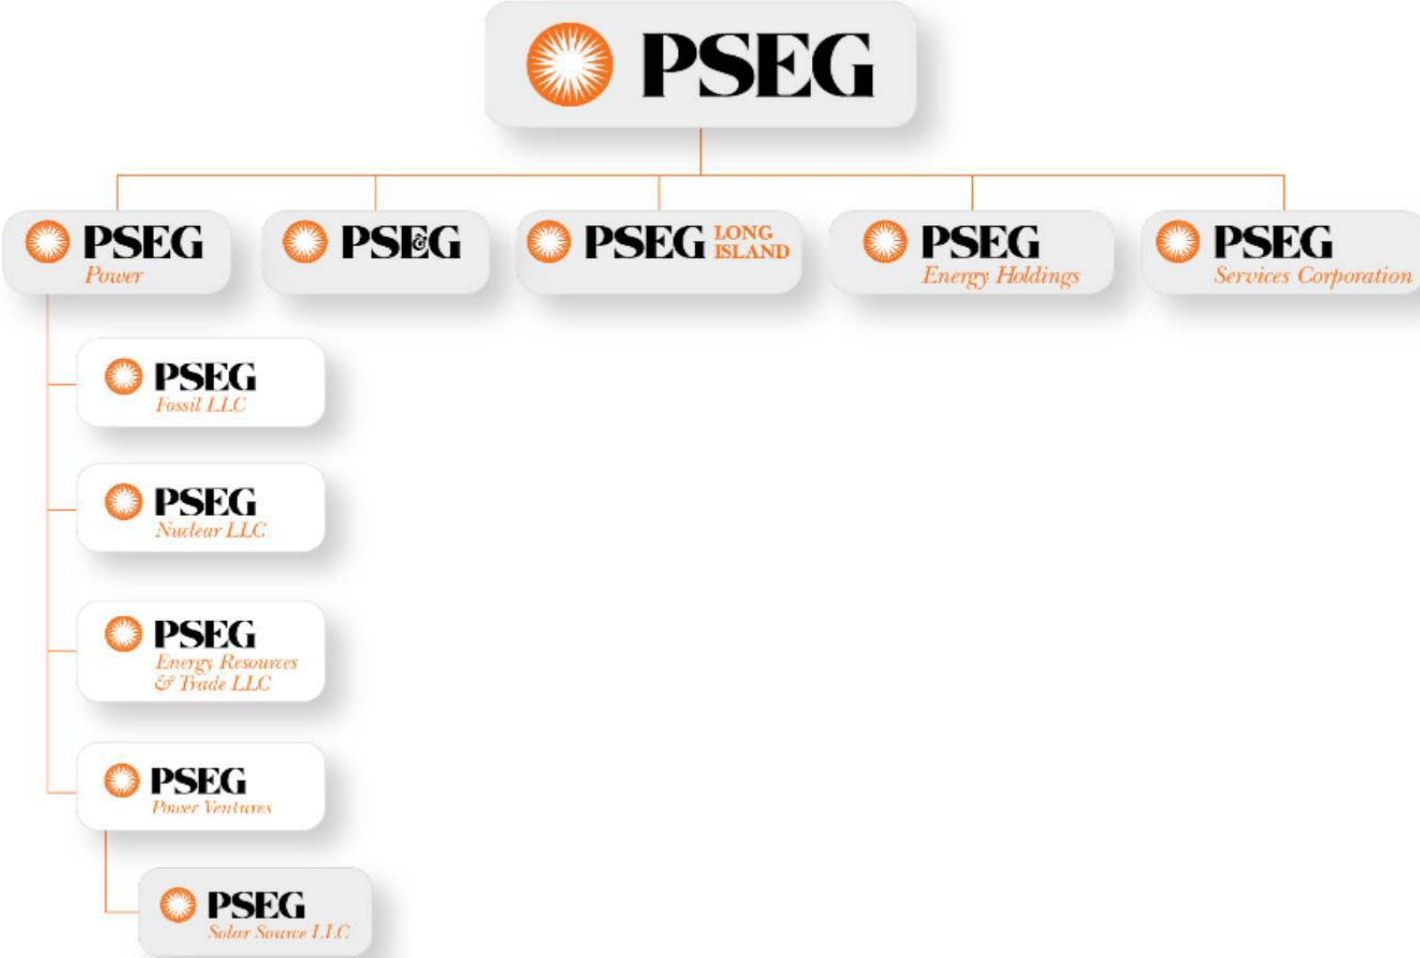 PSEG
PSEG
Power
PSE&G
PSEG LONG
ISLAND
PSEG
Energy Holdings
PSEG
Services Corporation
PSEG
Fossil LLC
PSEG
Nuclear LLC
PSEG
Energy Resources
& Trade LLC
PSEG
Power Ventures
PSEG
Solar Source LLC